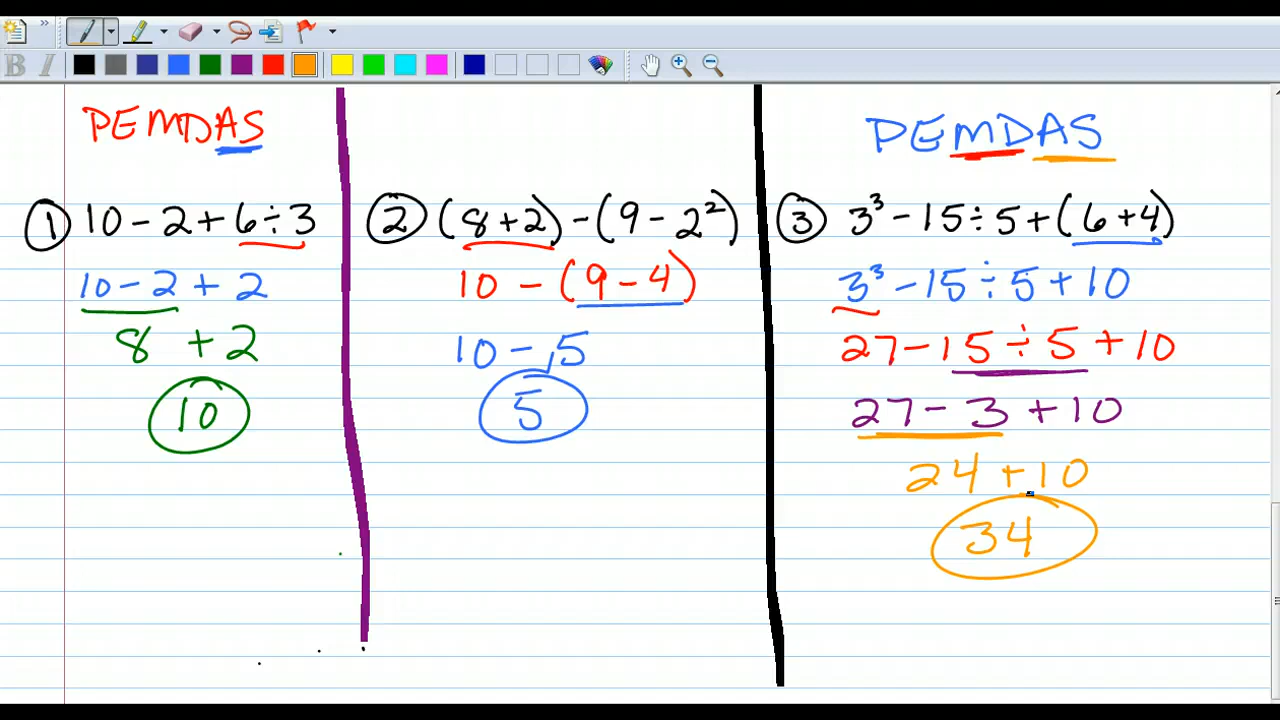 B I
PEMDAS
① 10 - 2 + 6 ÷ 3
10 - 2 + 2
8 + 2
10
② (8 + 2) - (9 - 2²)
10 - (9 - 4)
10 - 5
5
PEMDAS
③ 3³ - 15 ÷ 5 + (6 + 4)
3³ - 15 ÷ 5 + 10
27 - 15 ÷ 5 + 10
27 - 3 + 10
24 + 10
34